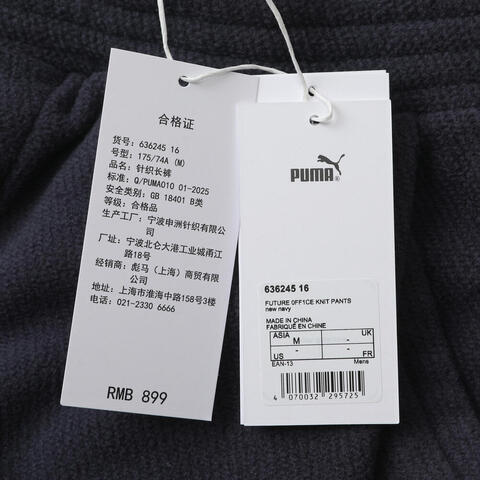 合格证
货号: 636245 16
号型: 175/74A (M)
品名: 针织长裤
标准: Q/PUMA010 01-2025
安全类别: GB 18401 B类
等级: 合格品
生产工厂: 宁波申洲针织有限公
司
厂址: 宁波北仑大港工业城甬江
路18号
经销商: 彪马(上海)商贸有限
公司
地址: 上海市淮海中路158号3楼
电话: 021-2330 6666
RMB 899
PUMA
636245 16
FUTURE 0FF1CE KNIT PANTS
new navy
MADE IN CHINA
FABRIQUÉ EN CHINE
ASIA M - UK
US - - FR
EAN-13 Mens
4 070032 295725